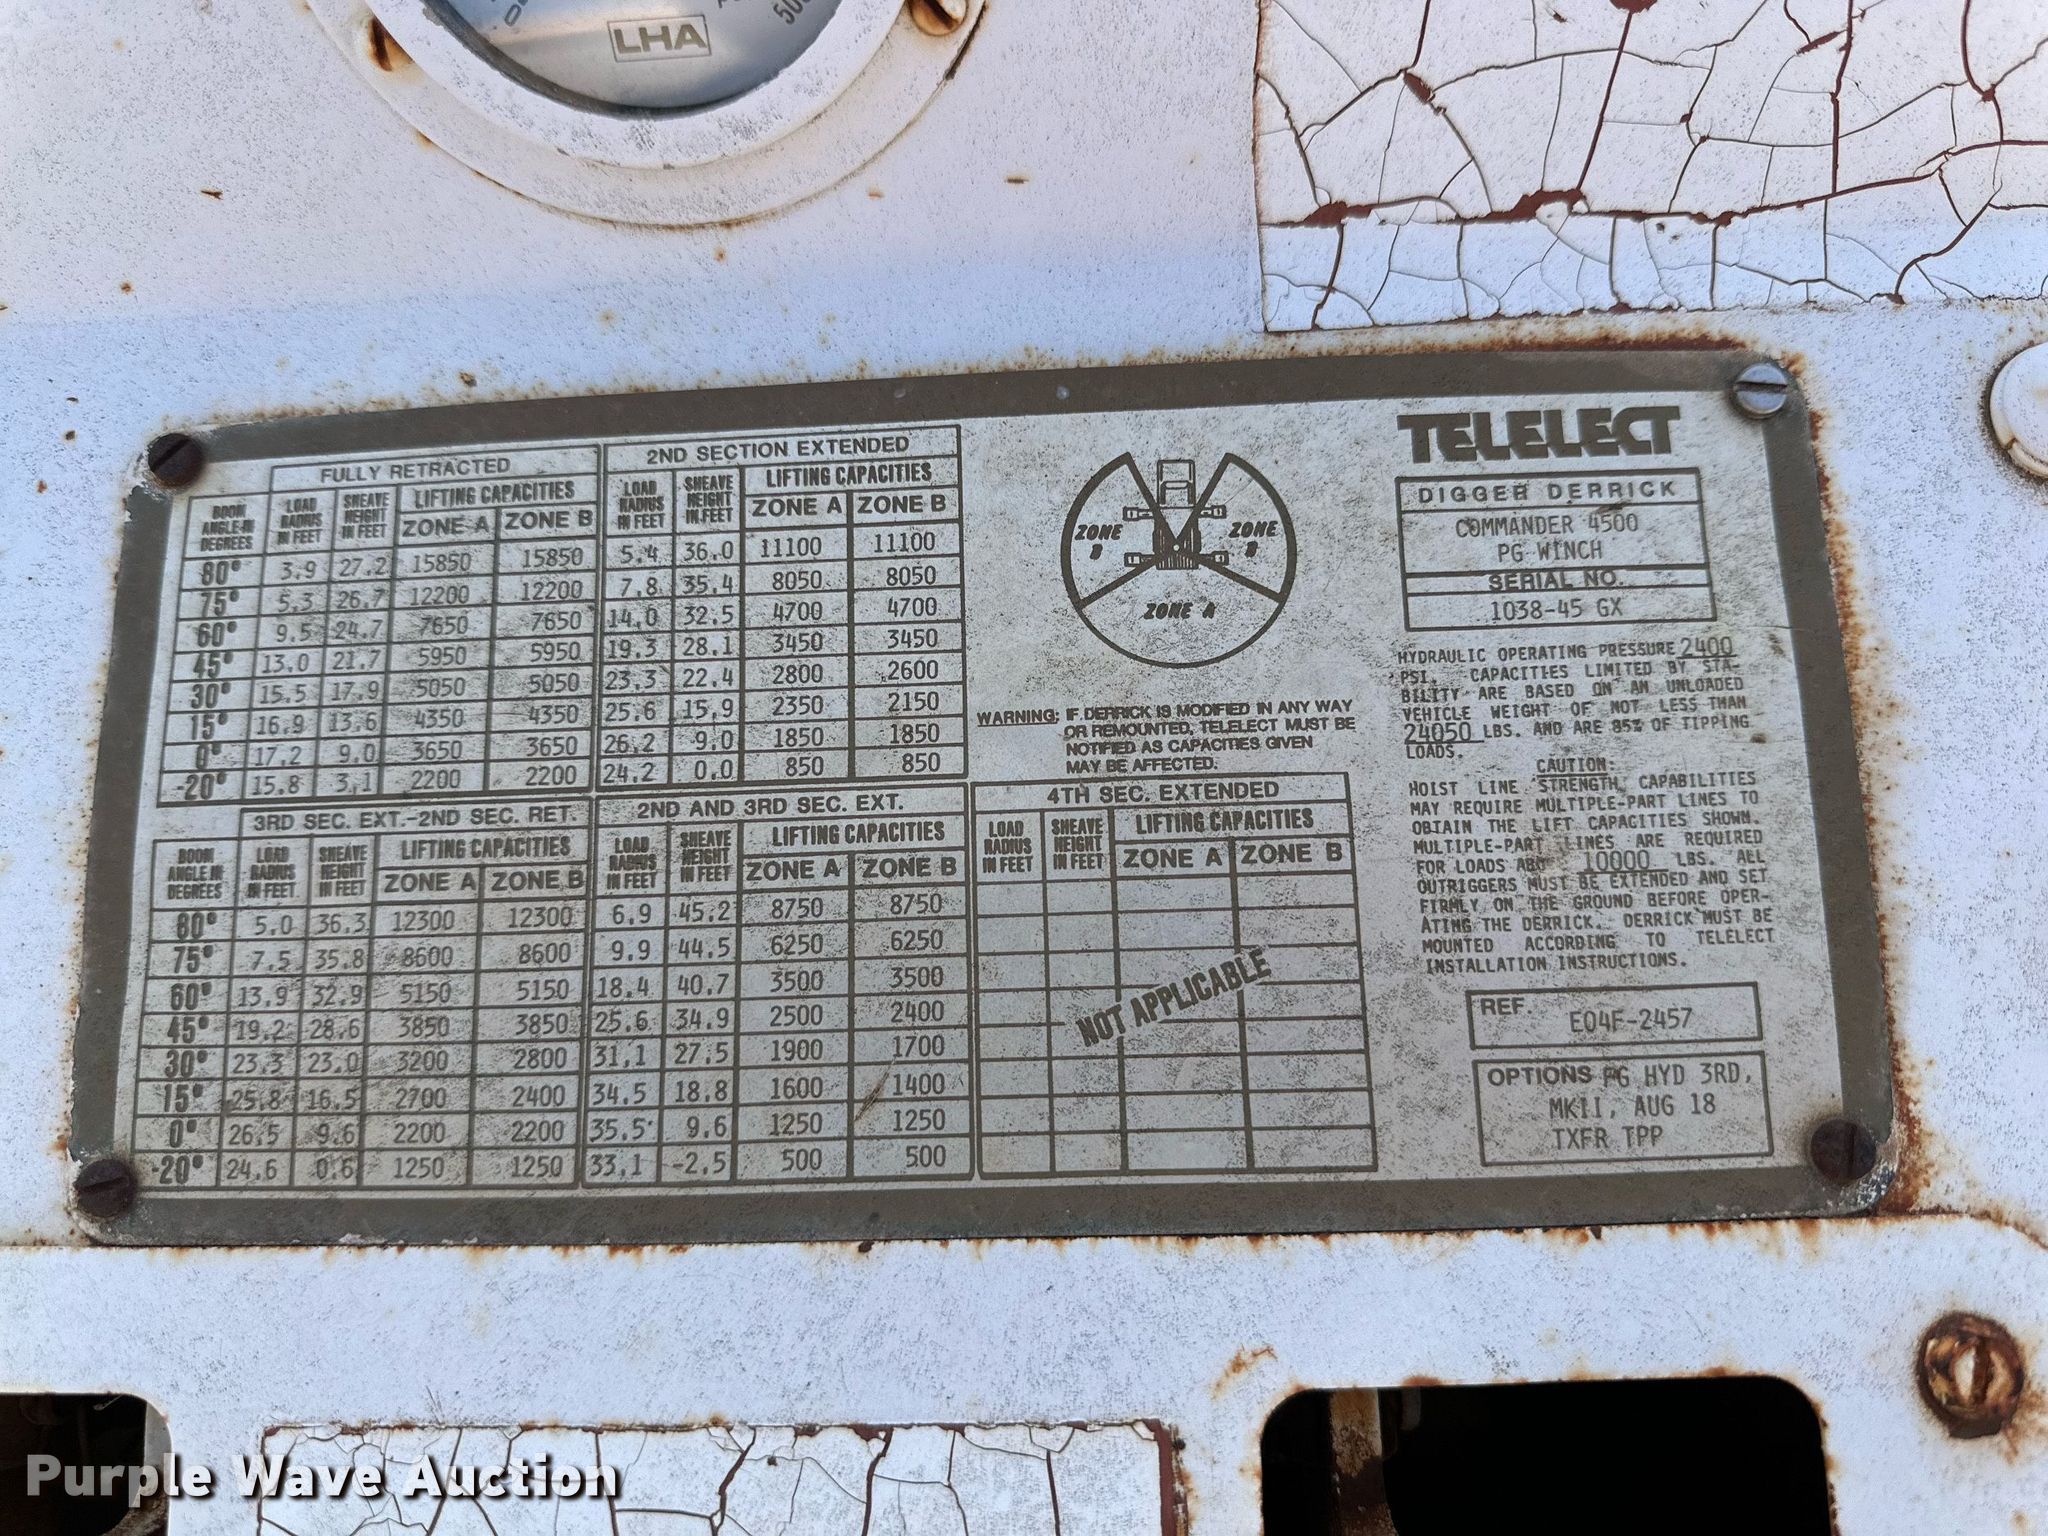 LHA
500
FULLY RETRACTED
BOOM ANGLE IN DEGREES | LOAD RADIUS IN FEET | SHEAVE HEIGHT IN FEET | LIFTING CAPACITIES ZONE A | ZONE B
80° 3.9 27.2 15850 15850
75° 5.3 26.7 12200 12200
60° 9.5 24.7 7650 7650
45° 13.0 21.7 5950 5950
30° 15.5 17.9 5050 5050
15° 16.9 13.6 4350 4350
0° 17.2 9.0 3650 3650
-20° 15.8 3.1 2200 2200
2ND SECTION EXTENDED
LOAD RADIUS IN FEET | SHEAVE HEIGHT IN FEET | LIFTING CAPACITIES ZONE A | ZONE B
5.4 36.0 11100 11100
7.8 35.4 8050 8050
14.0 32.5 4700 4700
19.3 28.1 3450 3450
23.3 22.4 2800 2600
25.6 15.9 2350 2150
26.2 9.0 1850 1850
24.2 0.0 850 850
3RD SEC. EXT.-2ND SEC. RET.
BOOM ANGLE IN DEGREES | LOAD RADIUS IN FEET | SHEAVE HEIGHT IN FEET | LIFTING CAPACITIES ZONE A | ZONE B
80° 5.0 36.3 12300 12300
75° 7.5 35.8 8600 8600
60° 13.9 32.9 5150 5150
45° 19.2 28.6 3850 3850
30° 23.3 23.0 3200 2800
15° 25.8 16.5 2700 2400
0° 26.5 9.6 2200 2200
-20° 24.6 0.6 1250 1250
2ND AND 3RD SEC. EXT.
LOAD RADIUS IN FEET | SHEAVE HEIGHT IN FEET | LIFTING CAPACITIES ZONE A | ZONE B
6.9 45.2 8750 8750
9.9 44.5 6250 6250
18.4 40.7 3500 3500
25.6 34.9 2500 2400
31.1 27.5 1900 1700
34.5 18.8 1600 1400
35.5 9.6 1250 1250
33.1 -2.5 500 500
ZONE B
ZONE B
ZONE A
WARNING: IF DERRICK IS MODIFIED IN ANY WAY
OR REMOUNTED, TELELECT MUST BE
NOTIFIED AS CAPACITIES GIVEN
MAY BE AFFECTED.
4TH SEC. EXTENDED
LOAD RADIUS IN FEET | SHEAVE HEIGHT IN FEET | LIFTING CAPACITIES ZONE A | ZONE B
NOT APPLICABLE
TELELECT
DIGGER DERRICK
COMMANDER 4500
PG WINCH
SERIAL NO.
1038-45 GX
HYDRAULIC OPERATING PRESSURE 2400
PSI. CAPACITIES LIMITED BY STA-
BILITY ARE BASED ON AN UNLOADED
VEHICLE WEIGHT OF NOT LESS THAN
24050 LBS. AND ARE 85% OF TIPPING
LOADS.
CAUTION:
HOIST LINE STRENGTH CAPABILITIES
MAY REQUIRE MULTIPLE-PART LINES TO
OBTAIN THE LIFT CAPACITIES SHOWN.
MULTIPLE-PART LINES ARE REQUIRED
FOR LOADS 10000 LBS. ALL
OUTRIGGERS MUST BE EXTENDED AND SET
FIRMLY ON THE GROUND BEFORE OPER-
ATING THE DERRICK. DERRICK MUST BE
MOUNTED ACCORDING TO TELELECT
INSTALLATION INSTRUCTIONS.
REF. E04F-2457
OPTIONS PG HYD 3RD,
MKII, AUG 18
TXFR TPP
Purple Wave Auction